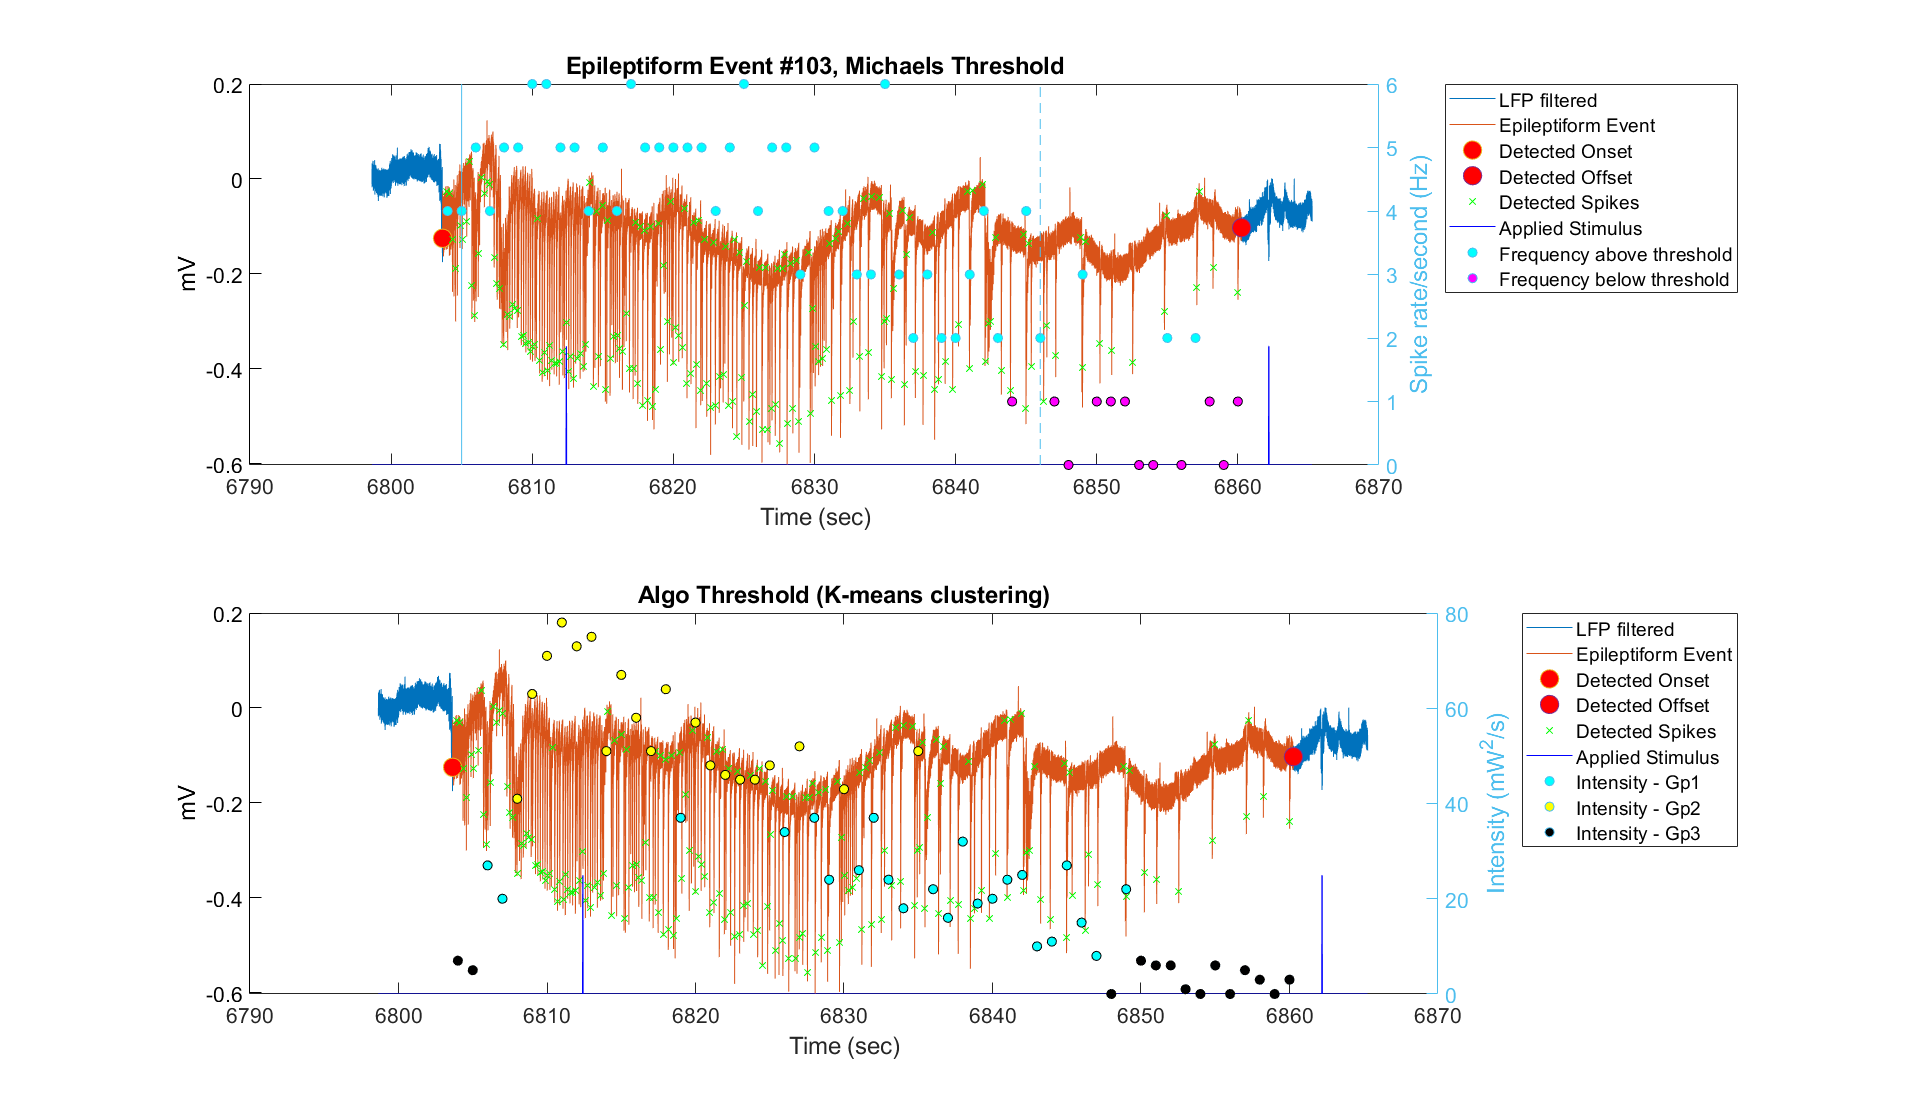 Epileptiform Event #103, Michaels Threshold
0.2
0
-0.2
-0.4
-0.6
mV
6790 6800 6810 6820 6830 6840 6850 6860 6870
Time (sec)
6
5
4
3
2
1
0
Spike rate/second (Hz)
LFP filtered
Epileptiform Event
Detected Onset
Detected Offset
Detected Spikes
Applied Stimulus
Frequency above threshold
Frequency below threshold
Algo Threshold (K-means clustering)
0.2
0
-0.2
-0.4
-0.6
mV
6790 6800 6810 6820 6830 6840 6850 6860 6870
Time (sec)
80
60
40
20
0
Intensity (mW²/s)
LFP filtered
Epileptiform Event
Detected Onset
Detected Offset
Detected Spikes
Applied Stimulus
Intensity - Gp1
Intensity - Gp2
Intensity - Gp3